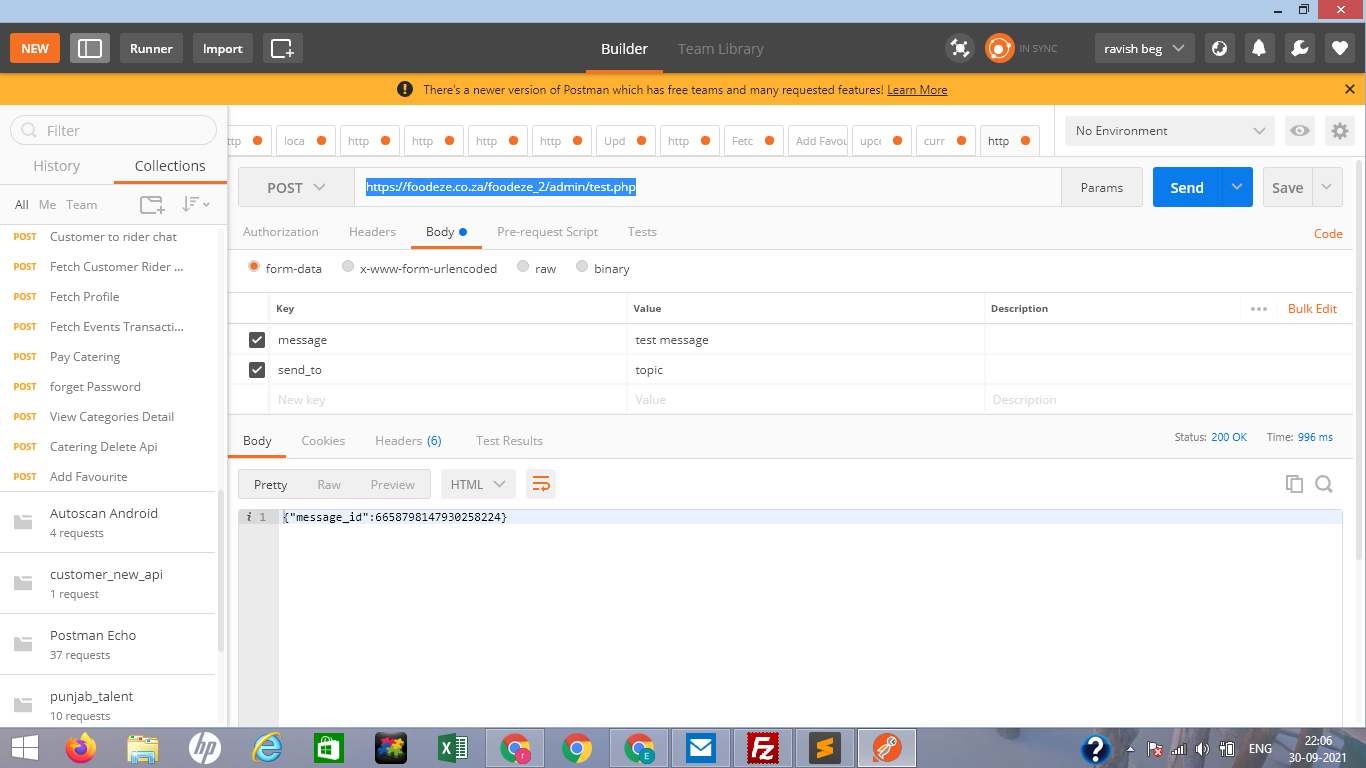 NEW
Runner
Import
Builder
Team Library
IN SYNC
ravish beg
There's a newer version of Postman which has free teams and many requested features! Learn More
Filter
History
Collections
All Me Team
POST Customer to rider chat
POST Fetch Customer Rider ...
POST Fetch Profile
POST Fetch Events Transacti...
POST Pay Catering
POST forget Password
POST View Categories Detail
POST Catering Delete Api
POST Add Favourite
Autoscan Android
4 requests
customer_new_api
1 request
Postman Echo
37 requests
punjab_talent
10 requests
ttp loca http http http http Upd http Fetc Add Favou upco curr http
No Environment
POST
https://foodeze.co.za/foodeze_2/admin/test.php
Params
Send
Save
Authorization Headers Body Pre-request Script Tests
Code
form-data x-www-form-urlencoded raw binary
Key Value Description ••• Bulk Edit
message test message
send_to topic
New key Value Description
Body Cookies Headers (6) Test Results
Status: 200 OK Time: 996 ms
Pretty Raw Preview HTML
i 1 {"message_id":6658798147930258224}
ENG
22:06
30-09-2021